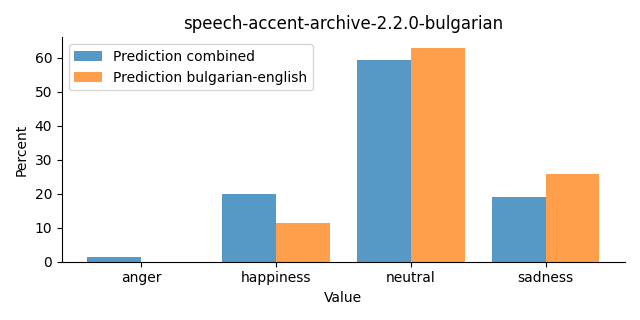 speech-accent-archive-2.2.0-bulgarian
Prediction combined
Prediction bulgarian-english
Percent
60
50
40
30
20
10
0
anger happiness neutral sadness
Value